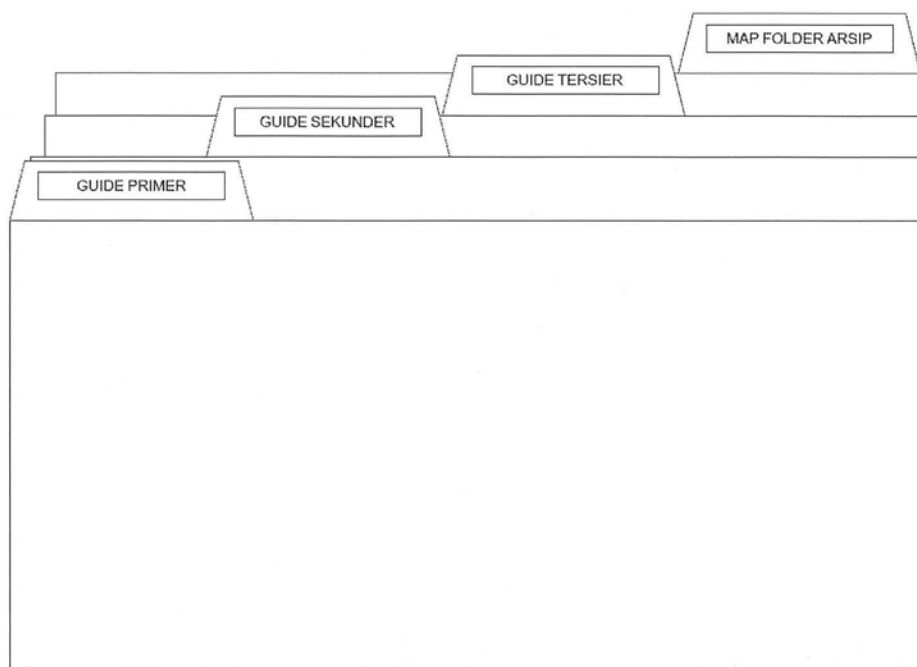 MAP FOLDER ARSIP
GUIDE TERSIER
GUIDE SEKUNDER
GUIDE PRIMER